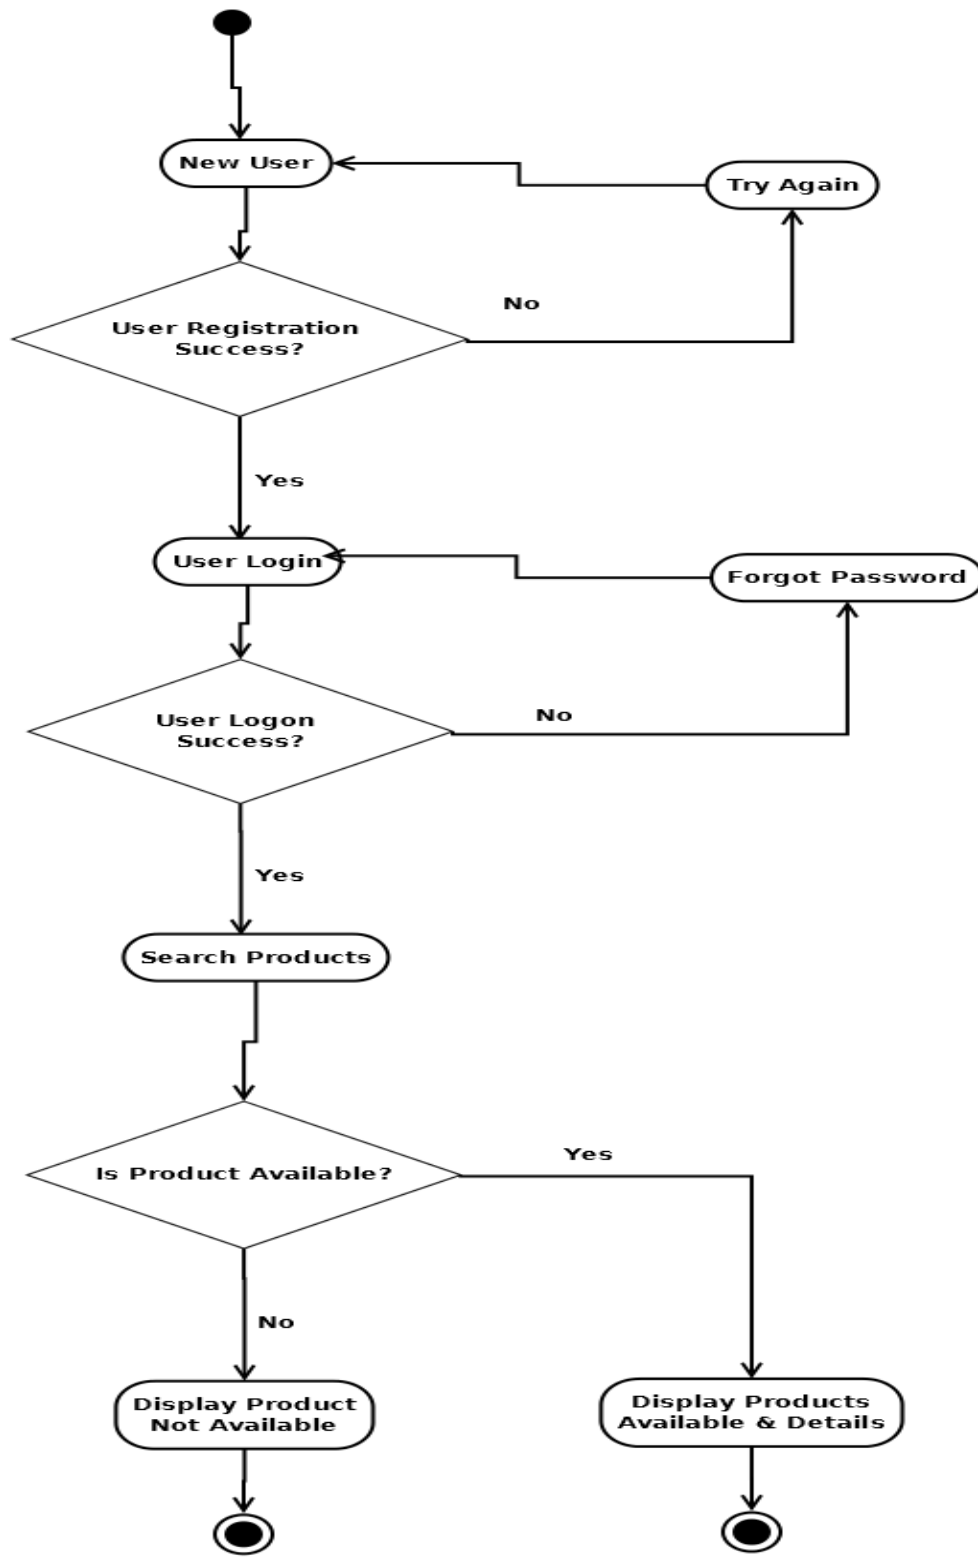 New User
Try Again
No
User Registration
Success?
Yes
User Login
Forgot Password
No
User Logon
Success?
Yes
Search Products
Yes
Is Product Available?
No
Display Product
Not Available
Display Products
Available & Details